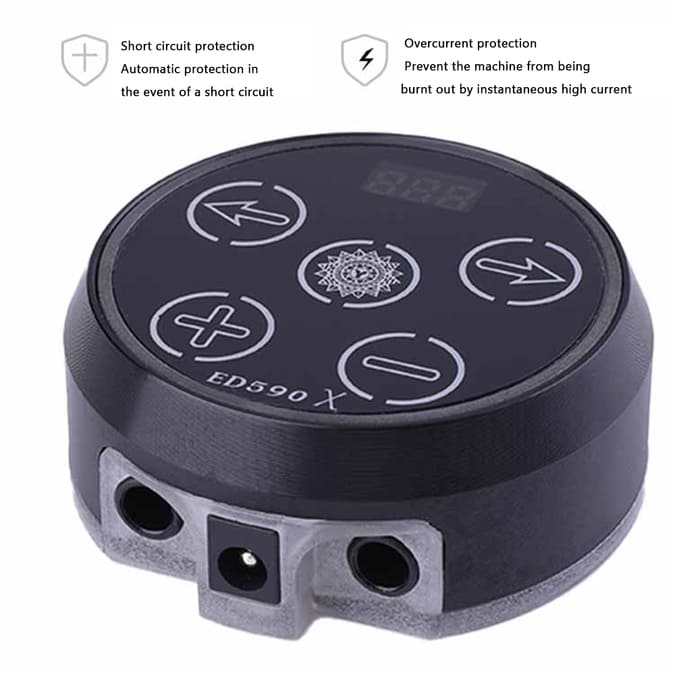 Short circuit protection
Automatic protection in
the event of a short circuit
Overcurrent protection
Prevent the machine from being
burnt out by instantaneous high current
888
ED590 X